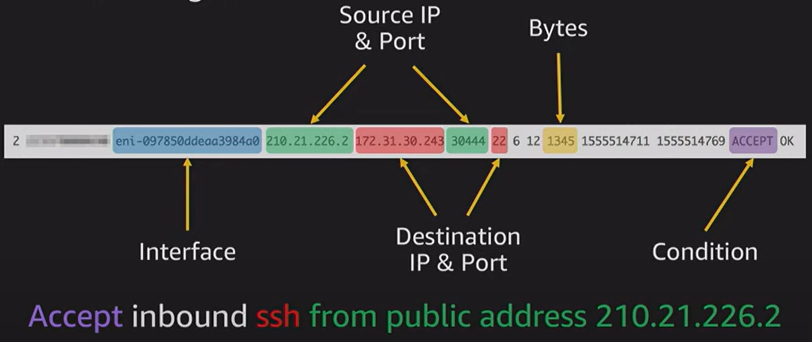 Source IP
& Port
Bytes
2 eni-097850ddeaa3984a0 210.21.226.2 172.31.30.243 30444 22 6 12 1345 1555514711 1555514769 ACCEPT OK
Interface
Destination
IP & Port
Condition
Accept inbound ssh from public address 210.21.226.2